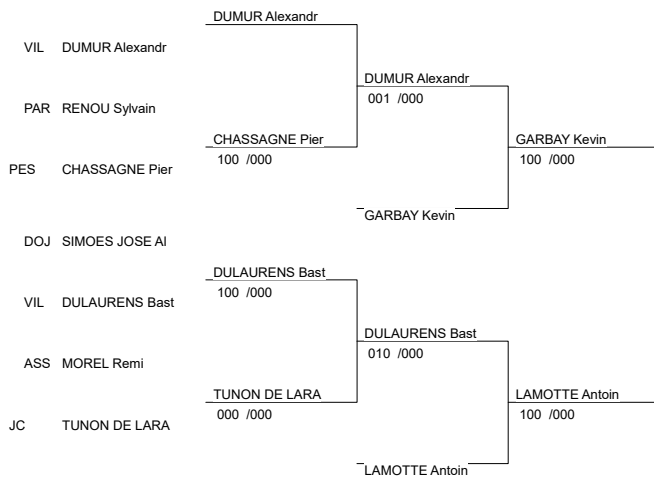 DUMUR Alexandr
VIL DUMUR Alexandr
DUMUR Alexandr
001 /000
PAR RENOU Sylvain
CHASSAGNE Pier
100 /000
GARBAY Kevin
100 /000
PES CHASSAGNE Pier
GARBAY Kevin
DOJ SIMOES JOSE Al
DULAURENS Bast
100 /000
VIL DULAURENS Bast
DULAURENS Bast
010 /000
ASS MOREL Remi
TUNON DE LARA
000 /000
LAMOTTE Antoin
100 /000
JC TUNON DE LARA
LAMOTTE Antoin